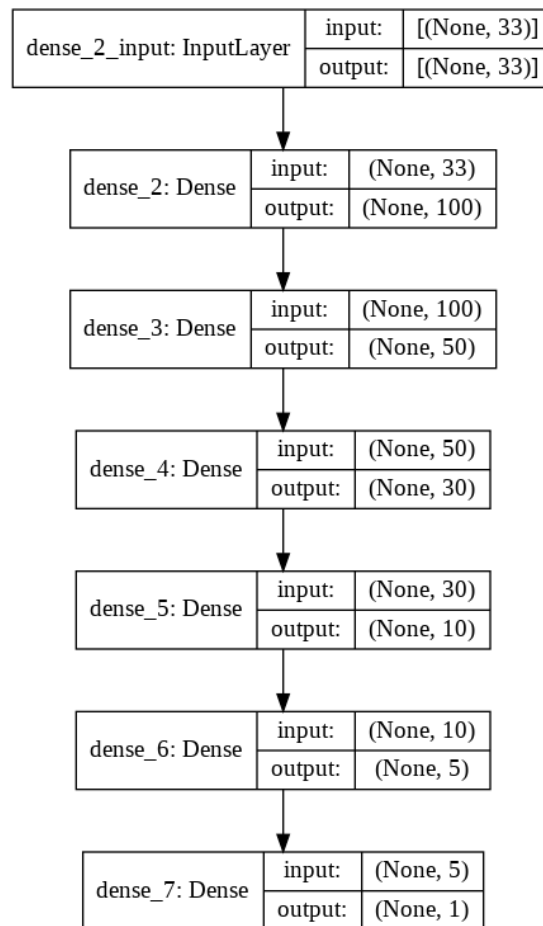 dense_2_input: InputLayer
input: [(None, 33)]
output: [(None, 33)]
dense_2: Dense
input: (None, 33)
output: (None, 100)
dense_3: Dense
input: (None, 100)
output: (None, 50)
dense_4: Dense
input: (None, 50)
output: (None, 30)
dense_5: Dense
input: (None, 30)
output: (None, 10)
dense_6: Dense
input: (None, 10)
output: (None, 5)
dense_7: Dense
input: (None, 5)
output: (None, 1)